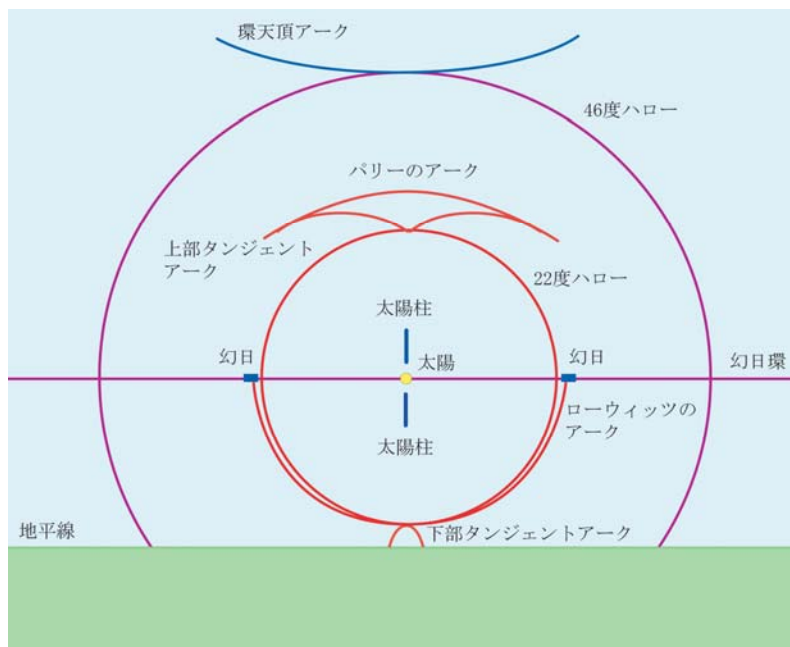 環天頂アーク
46度ハロー
パリーのアーク
上部タンジェント
アーク
22度ハロー
太陽柱
幻日
太陽
幻日
幻日環
ローウィッツの
アーク
太陽柱
地平線
下部タンジェントアーク